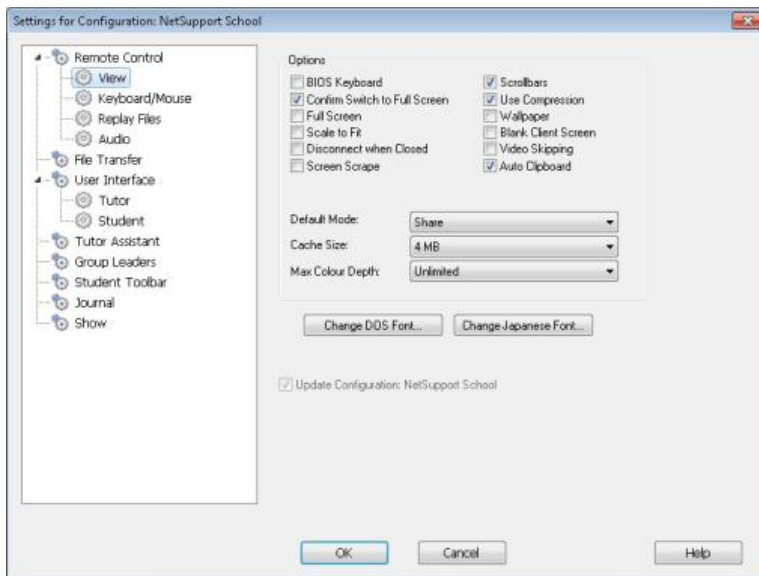 Settings for Configuration: NetSupport School
Remote Control
View
Keyboard/Mouse
Replay Files
Audio
File Transfer
User Interface
Tutor
Student
Tutor Assistant
Group Leaders
Student Toolbar
Journal
Show
Options
BIOS Keyboard
Confirm Switch to Full Screen
Full Screen
Scale to Fit
Disconnect when Closed
Screen Scrape
Scrollbars
Use Compression
Wallpaper
Blank Client Screen
Video Skipping
Auto Clipboard
Default Mode: Share
Cache Size: 4 MB
Max Colour Depth: Unlimited
Change DOS Font... Change Japanese Font...
Update Configuration: NetSupport School
OK Cancel Help